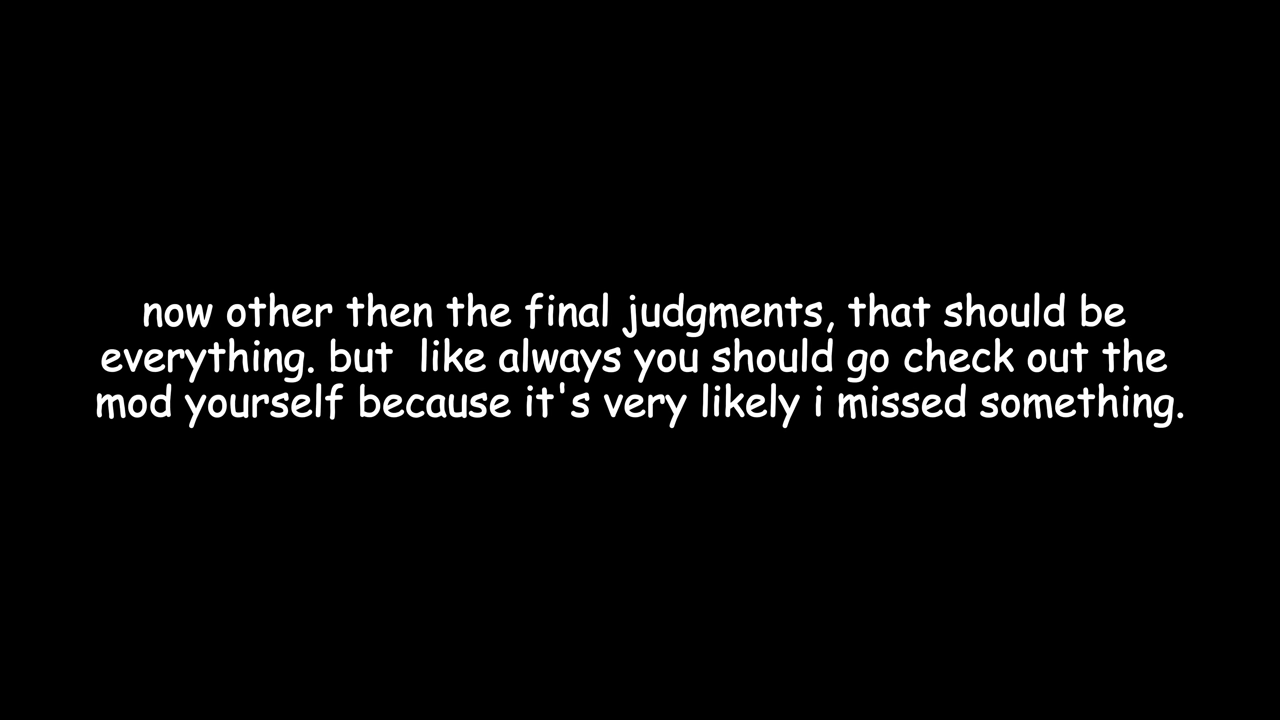 now other then the final judgments, that should be
everything. but  like always you should go check out the
mod yourself because it's very likely i missed something.